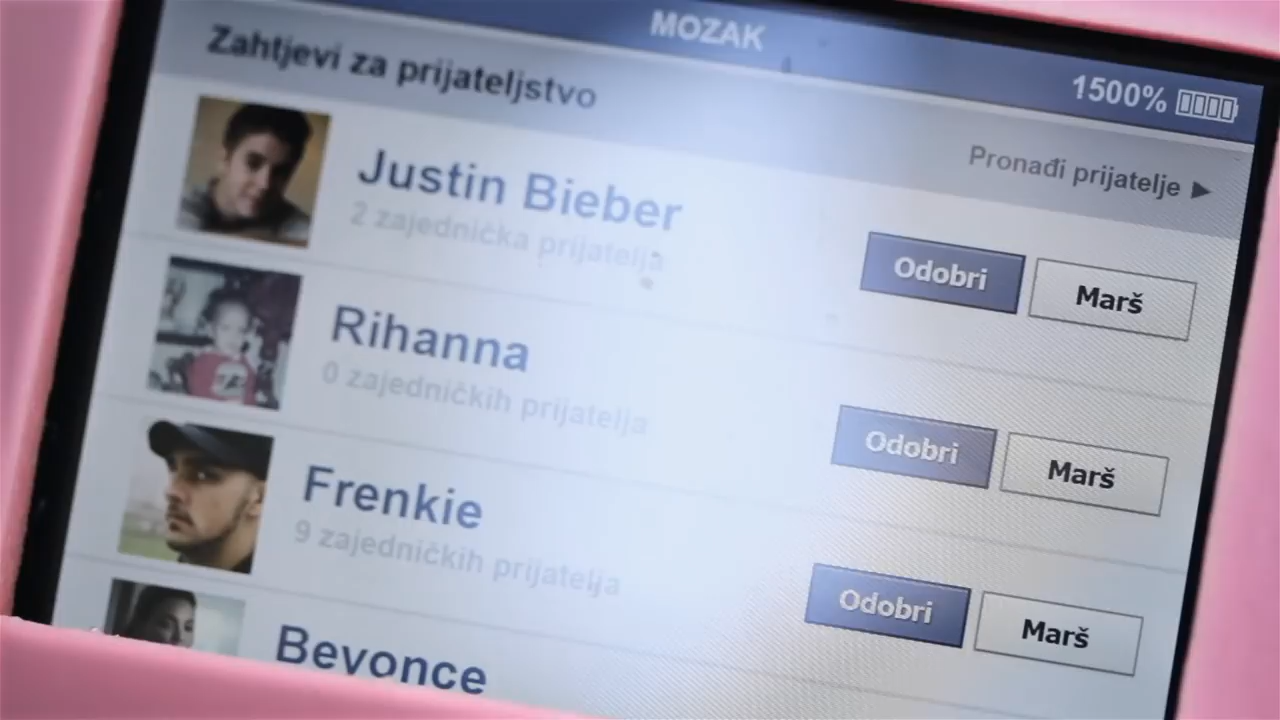 MOZAK
1500%
Zahtjevi za prijateljstvo
Pronađi prijatelje ▶
Justin Bieber
2 zajednička prijatelja
Odobri
Marš
Rihanna
0 zajedničkih prijatelja
Odobri
Marš
Frenkie
9 zajedničkih prijatelja
Odobri
Marš
Beyonce